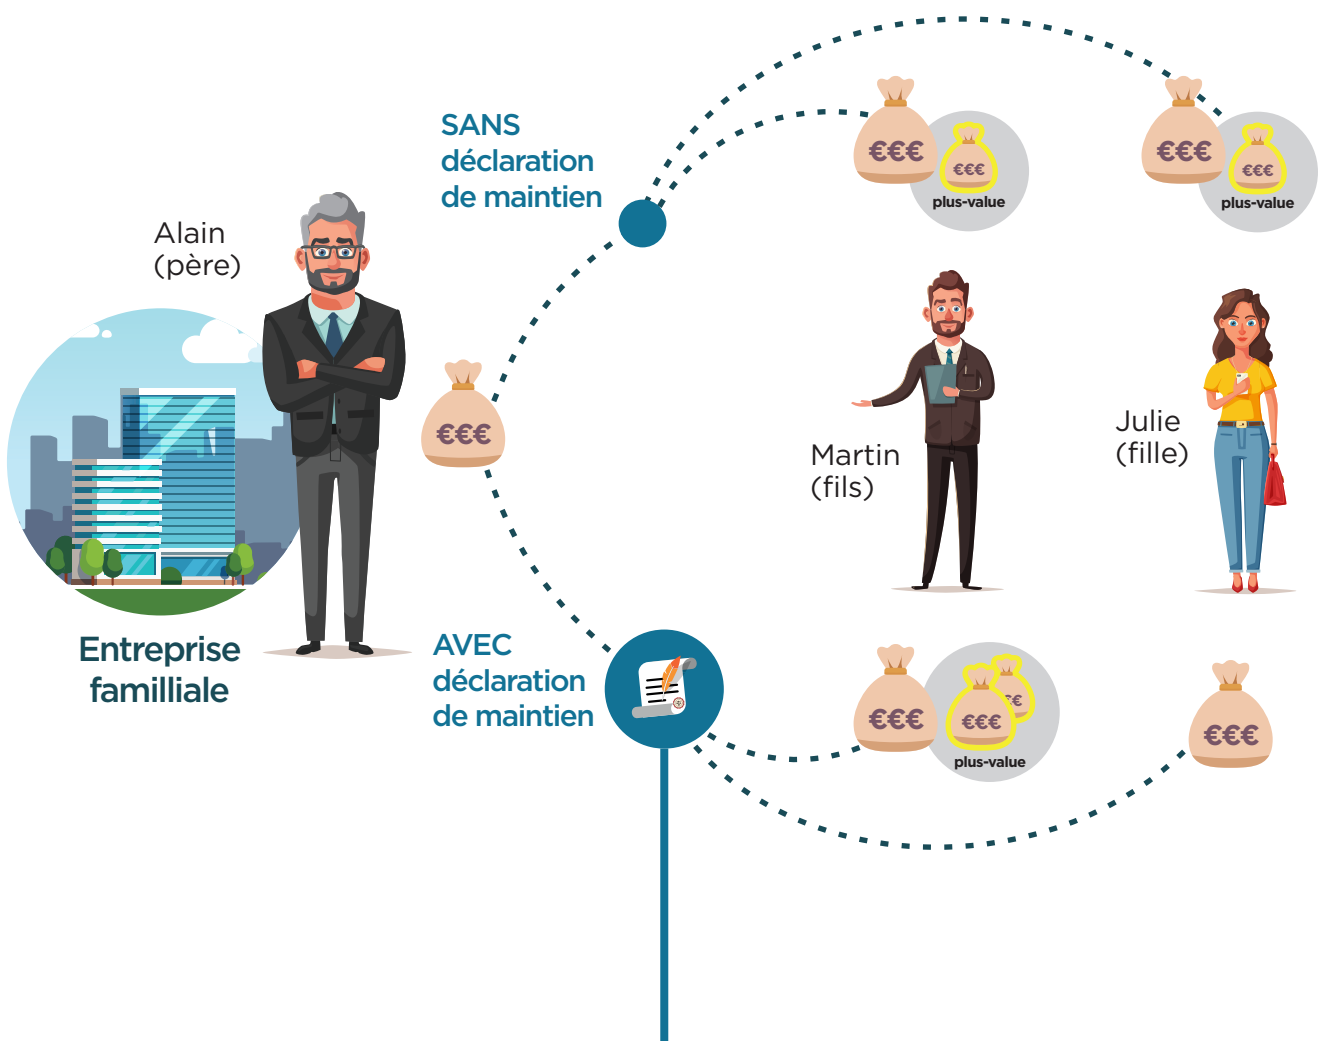 SANS
déclaration
de maintien
€€€
€€€
plus-value
€€€
€€€
plus-value
Alain
(père)
€€€
Martin
(fils)
Julie
(fille)
Entreprise
familliale
AVEC
déclaration
de maintien
€€€
€€€
€€
plus-value
€€€